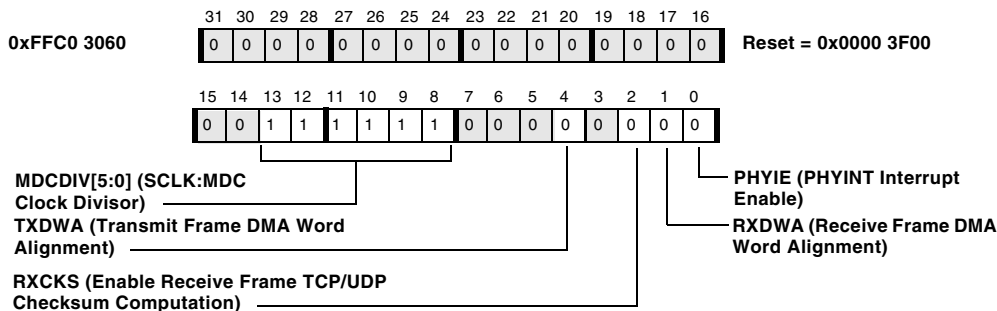 31 30 29 28 27 26 25 24 23 22 21 20 19 18 17 16
0xFFC0 3060 0 0 0 0 0 0 0 0 0 0 0 0 0 0 0 0 Reset = 0x0000 3F00
15 14 13 12 11 10 9 8 7 6 5 4 3 2 1 0
0 0 1 1 1 1 1 1 0 0 0 0 0 0 0 0
MDCDIV[5:0] (SCLK:MDC
Clock Divisor)
TXDWA (Transmit Frame DMA Word
Alignment)
RXCKS (Enable Receive Frame TCP/UDP
Checksum Computation)
PHYIE (PHYINT Interrupt
Enable)
RXDWA (Receive Frame DMA
Word Alignment)